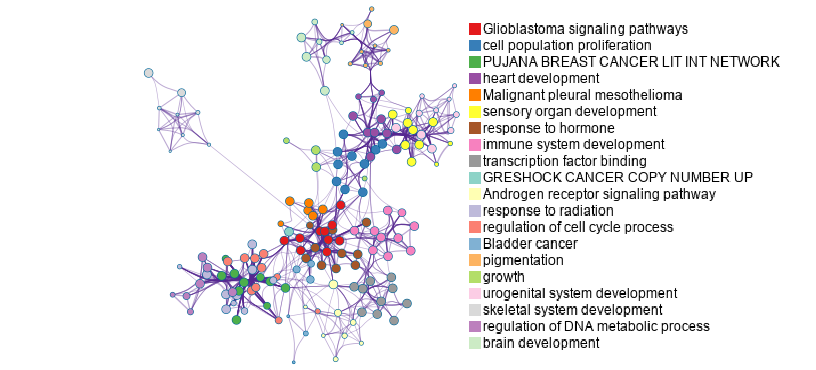 Glioblastoma signaling pathways
cell population proliferation
PUJANA BREAST CANCER LIT INT NETWORK
heart development
Malignant pleural mesothelioma
sensory organ development
response to hormone
immune system development
transcription factor binding
GRESHOCK CANCER COPY NUMBER UP
Androgen receptor signaling pathway
response to radiation
regulation of cell cycle process
Bladder cancer
pigmentation
growth
urogenital system development
skeletal system development
regulation of DNA metabolic process
brain development